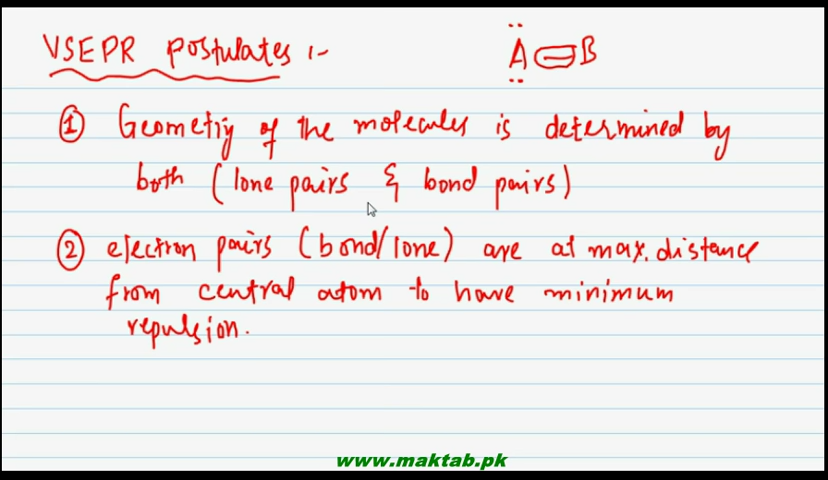 VSEPR postulates :-
A B
① Geometry of the molecules is determined by
both (lone pairs & bond pairs)
② electron pairs (bond/lone) are at max. distance
from central atom to have minimum
repulsion.
www.maktab.pk